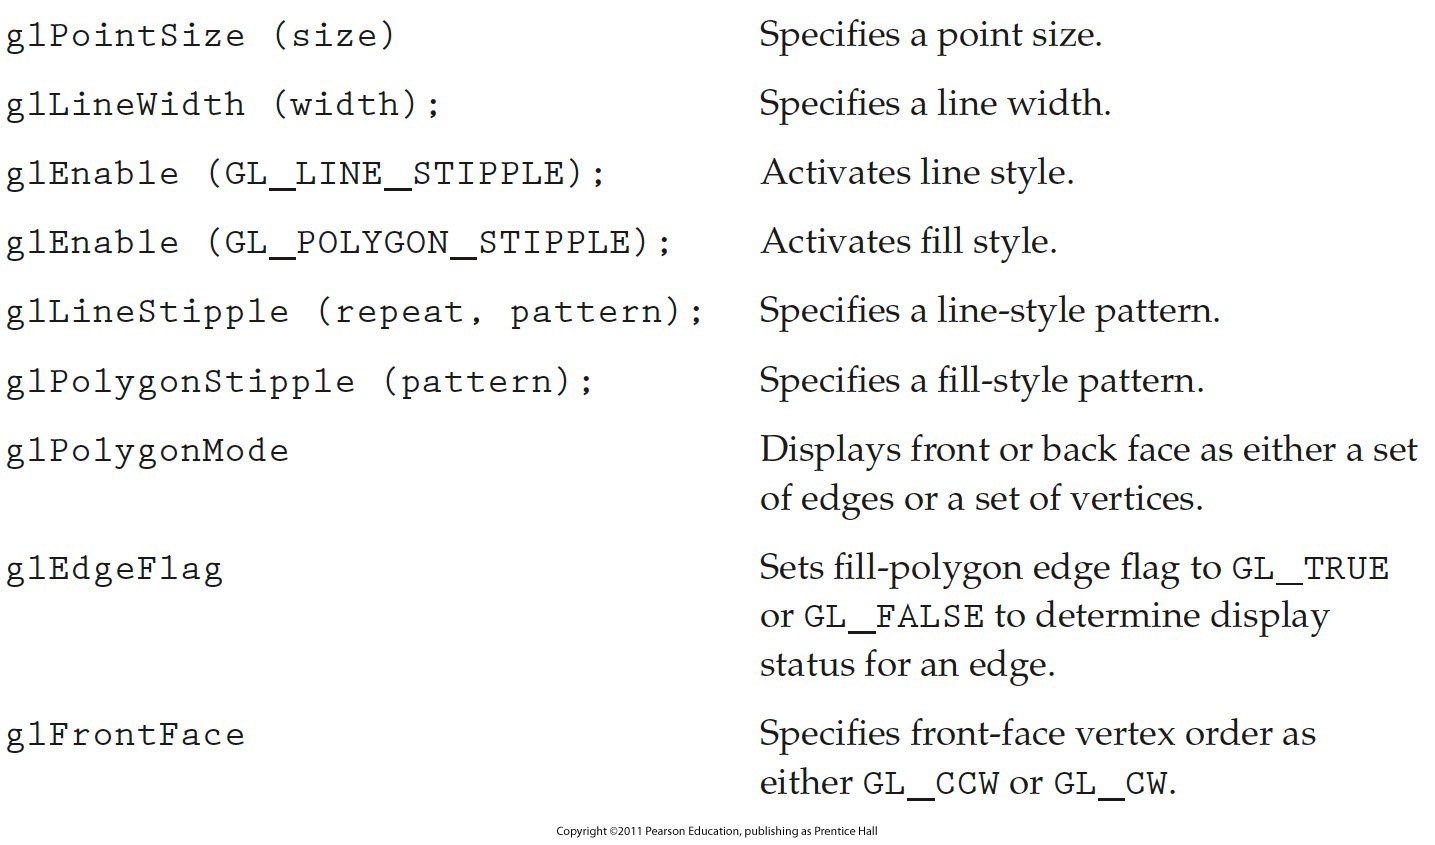 glPointSize (size) Specifies a point size.
glLineWidth (width); Specifies a line width.
glEnable (GL_LINE_STIPPLE); Activates line style.
glEnable (GL_POLYGON_STIPPLE); Activates fill style.
glLineStipple (repeat, pattern); Specifies a line-style pattern.
glPolygonStipple (pattern); Specifies a fill-style pattern.
glPolygonMode Displays front or back face as either a set
of edges or a set of vertices.
glEdgeFlag Sets fill-polygon edge flag to GL_TRUE
or GL_FALSE to determine display
status for an edge.
glFrontFace Specifies front-face vertex order as
either GL_CCW or GL_CW.
Copyright ©2011 Pearson Education, publishing as Prentice Hall